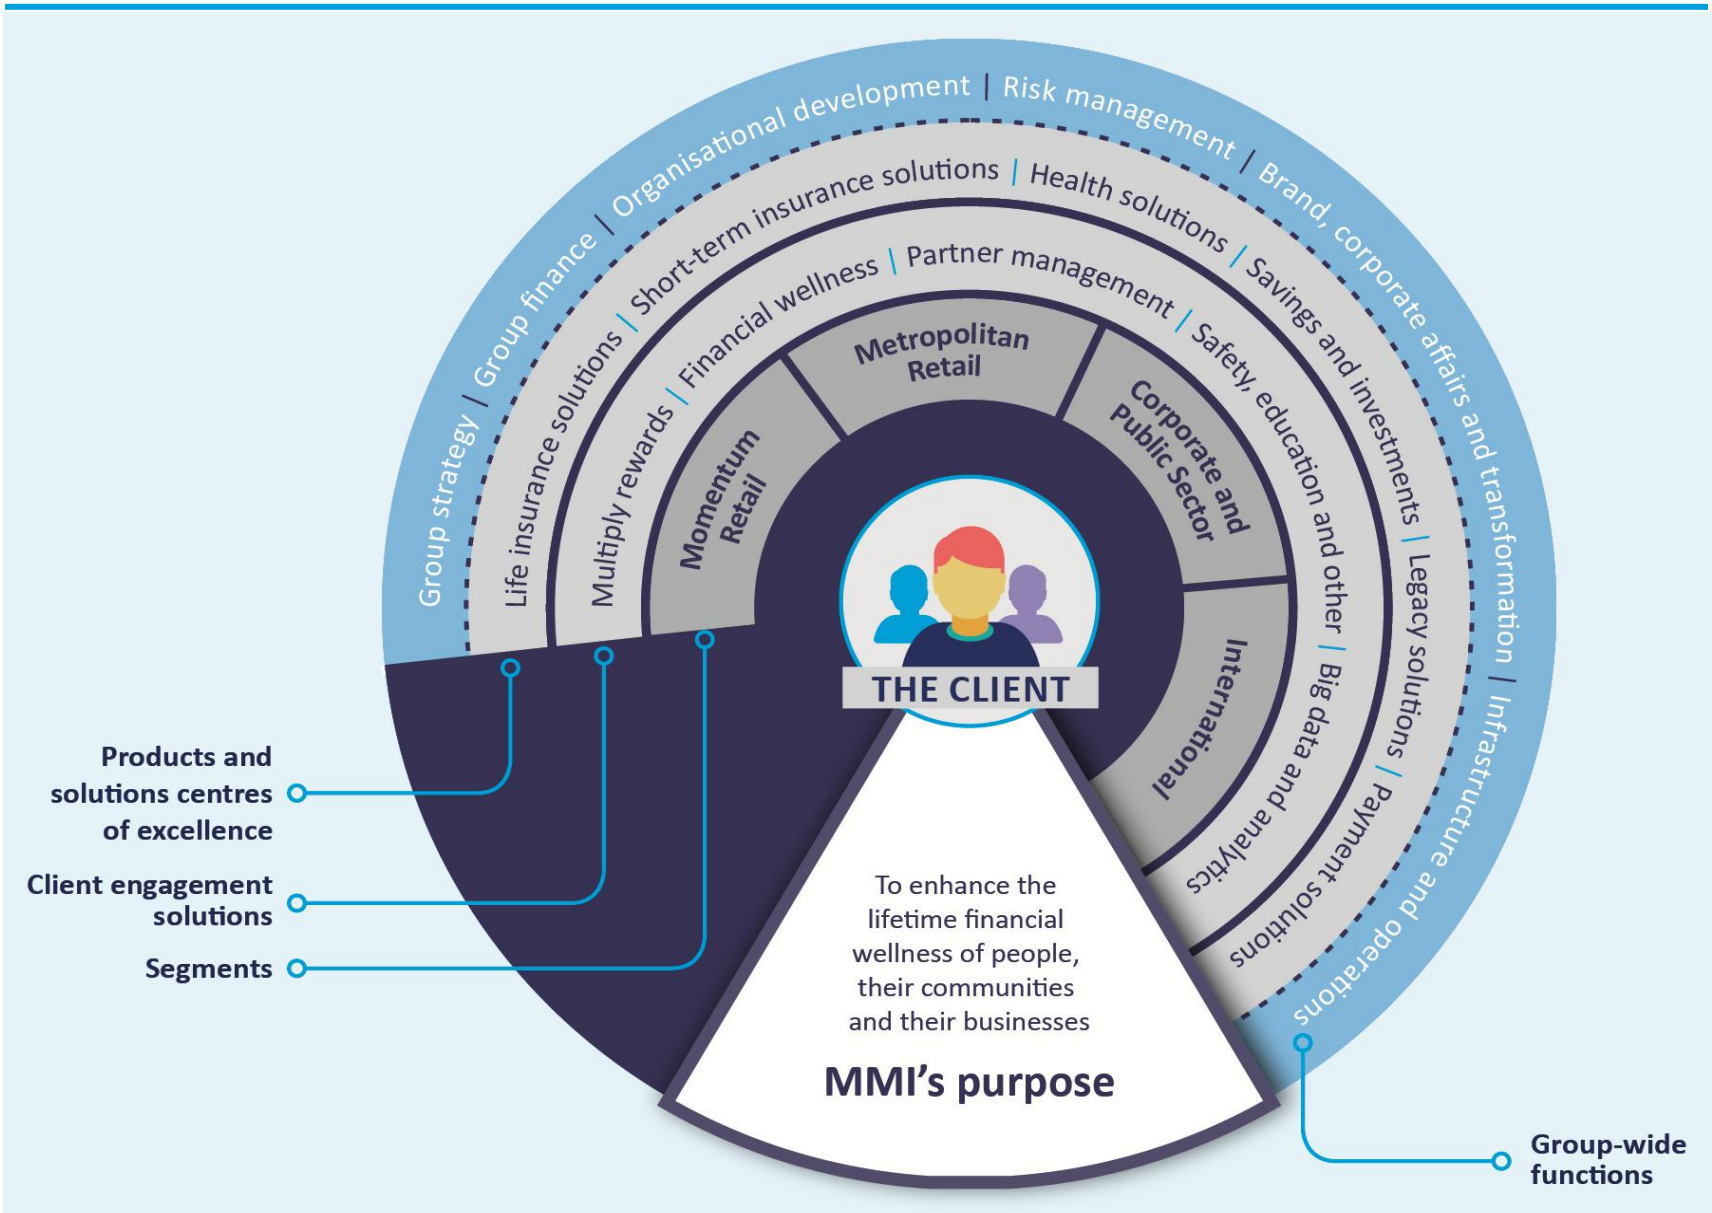 Group strategy | Group finance | Organisational development | Risk management | Brand, corporate affairs and transformation | Infrastructure and operations
Life insurance solutions | Short-term insurance solutions | Health solutions | Savings and investments | Legacy solutions | Payment solutions
Multiply rewards | Financial wellness | Partner management | Safety, education and other | Big data and analytics
Momentum
Retail
Metropolitan
Retail
Corporate and
Public Sector
International
THE CLIENT
Products and
solutions centres
of excellence
Client engagement
solutions
Segments
To enhance the
lifetime financial
wellness of people,
their communities
and their businesses
MMI’s purpose
Group-wide
functions